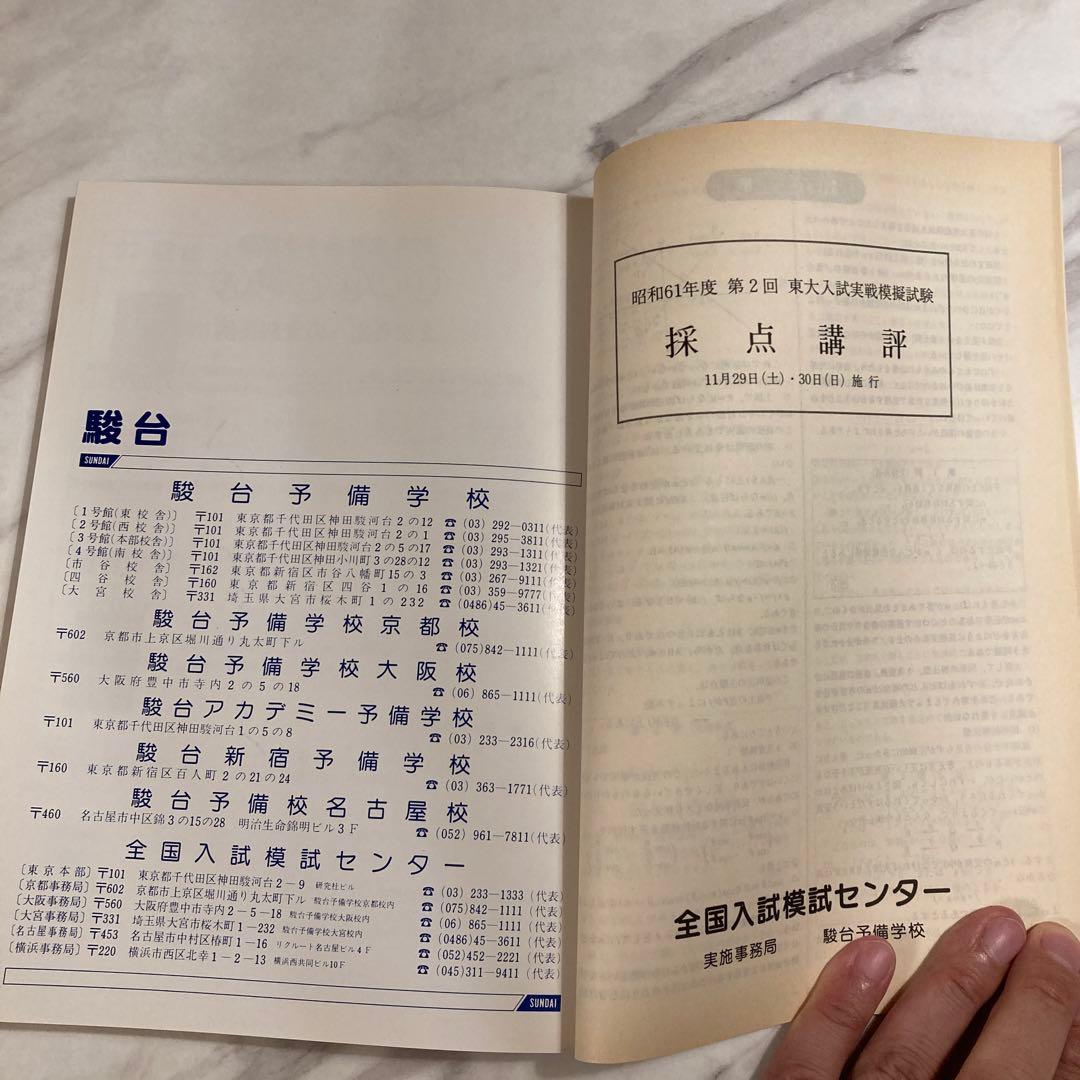 駿台
SUNDAI
駿台予備学校
〔1号館(東校舎)〕 〒101 東京都千代田区神田駿河台2の12 ☎ (03) 292―0311(代表)
〔2号館(西校舎)〕 〒101 東京都千代田区神田駿河台2の1 ☎ (03) 295―3811(代表)
〔3号館(本部校舎)〕 〒101 東京都千代田区神田駿河台2の5の17 ☎ (03) 293―1311(代表)
〔4号館(南校舎)〕 〒101 東京都千代田区神田小川町3の28の12 ☎ (03) 293―1321(代表)
〔市谷校舎〕 〒162 東京都新宿区市谷八幡町15の3 ☎ (03) 267―9111(代表)
〔四谷校舎〕 〒160 東京都新宿区四谷1の16 ☎ (03) 359―9777(代表)
〔大宮校舎〕 〒331 埼玉県大宮市桜木町1の232 ☎ (0486)45―3611(代表)
駿台予備学校京都校
〒602 京都市上京区堀川通り丸太町下ル ☎ (075)842―1111(代表)
駿台予備学校大阪校
〒560 大阪府豊中市寺内2の5の18 ☎ (06) 865―1111(代表)
駿台アカデミー予備学校
〒101 東京都千代田区神田駿河台1の5の8 ☎ (03) 233―2316(代表)
駿台新宿予備学校
〒160 東京都新宿区百人町2の21の24 ☎ (03) 363―1771(代表)
駿台予備校名古屋校
〒460 名古屋市中区錦3の15の28 明治生命錦明ビル3F ☎ (052) 961―7811(代表)
全国入試模試センター
〔東京本部〕 〒101 東京都千代田区神田駿河台2−9 研究社ビル ☎ (03) 233―1333 (代表)
〔京都事務局〕 〒602 京都市上京区堀川通り丸太町下ル 駿台予備学校京都校内 ☎ (075)842―1111 (代表)
〔大阪事務局〕 〒560 大阪府豊中市寺内2−5−18 駿台予備学校大阪校内 ☎ (06) 865―1111 (代表)
〔大宮事務局〕 〒331 埼玉県大宮市桜木町1−232 駿台予備学校大宮校内 ☎ (0486)45―3611 (代表)
〔名古屋事務局〕 〒453 名古屋市中村区椿町1−16 リクルート名古屋ビル4F ☎ (052)452―2221 (代表)
〔横浜事務局〕 〒220 横浜市西区北幸1−2−13 横浜西共同ビル10F ☎ (045)311―9411 (代表)
SUNDAI
昭和61年度 第2回 東大入試実戦模擬試験
採点講評
11月29日(土)・30日(日) 施行
全国入試模試センター
実施事務局 駿台予備学校